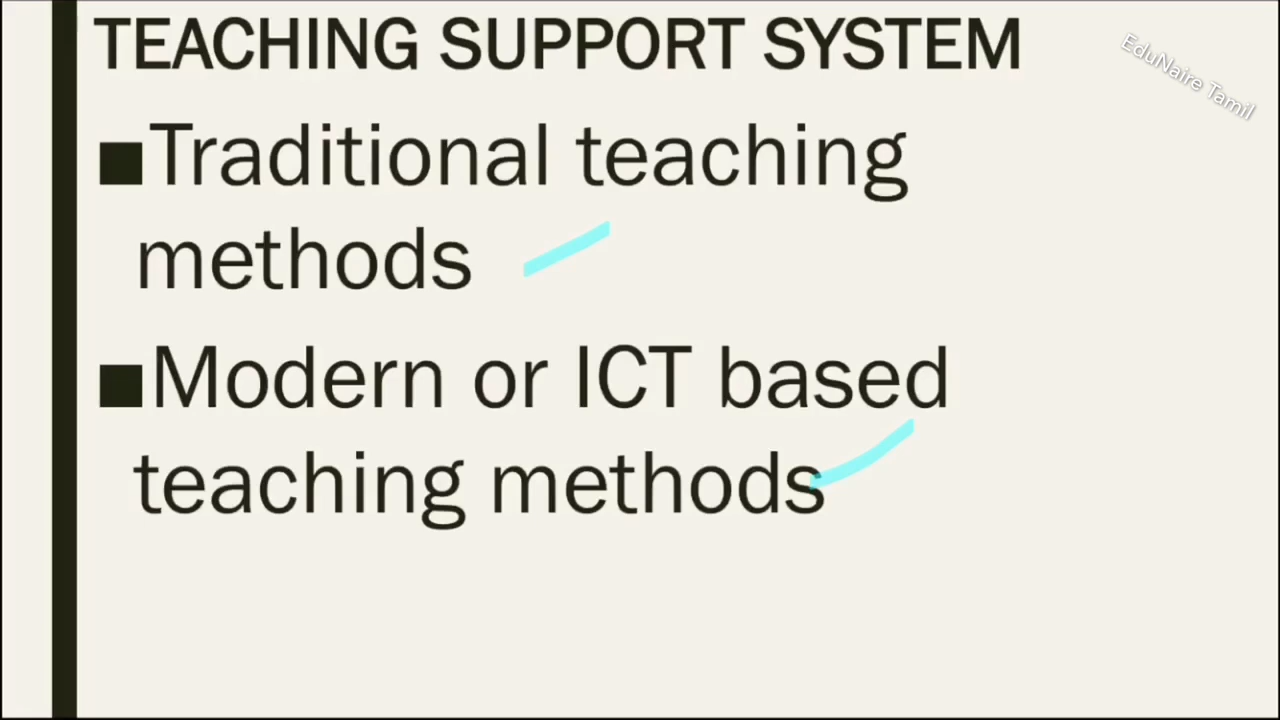 TEACHING SUPPORT SYSTEM
EduNaire Tamil
■Traditional teaching
methods
■Modern or ICT based
teaching methods